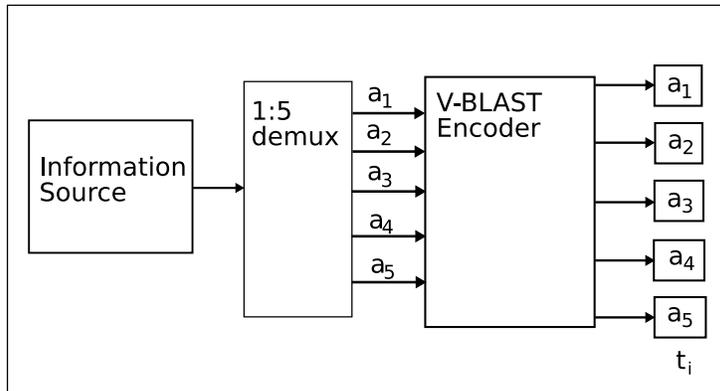 Information
Source
1:5
demux
a₁
a₂
a₃
a₄
a₅
V-BLAST
Encoder
a₁
a₂
a₃
a₄
a₅
tᵢ